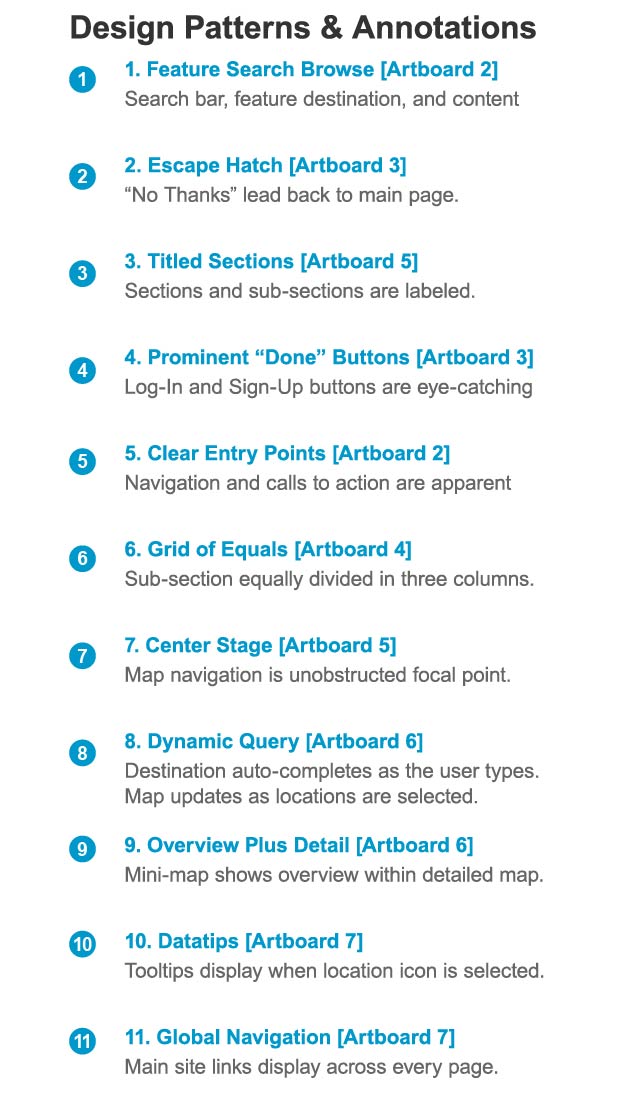 Design Patterns & Annotations
1 1. Feature Search Browse [Artboard 2]
Search bar, feature destination, and content
2 2. Escape Hatch [Artboard 3]
“No Thanks” lead back to main page.
3 3. Titled Sections [Artboard 5]
Sections and sub-sections are labeled.
4 4. Prominent “Done” Buttons [Artboard 3]
Log-In and Sign-Up buttons are eye-catching
5 5. Clear Entry Points [Artboard 2]
Navigation and calls to action are apparent
6 6. Grid of Equals [Artboard 4]
Sub-section equally divided in three columns.
7 7. Center Stage [Artboard 5]
Map navigation is unobstructed focal point.
8 8. Dynamic Query [Artboard 6]
Destination auto-completes as the user types.
Map updates as locations are selected.
9 9. Overview Plus Detail [Artboard 6]
Mini-map shows overview within detailed map.
10 10. Datatips [Artboard 7]
Tooltips display when location icon is selected.
11 11. Global Navigation [Artboard 7]
Main site links display across every page.